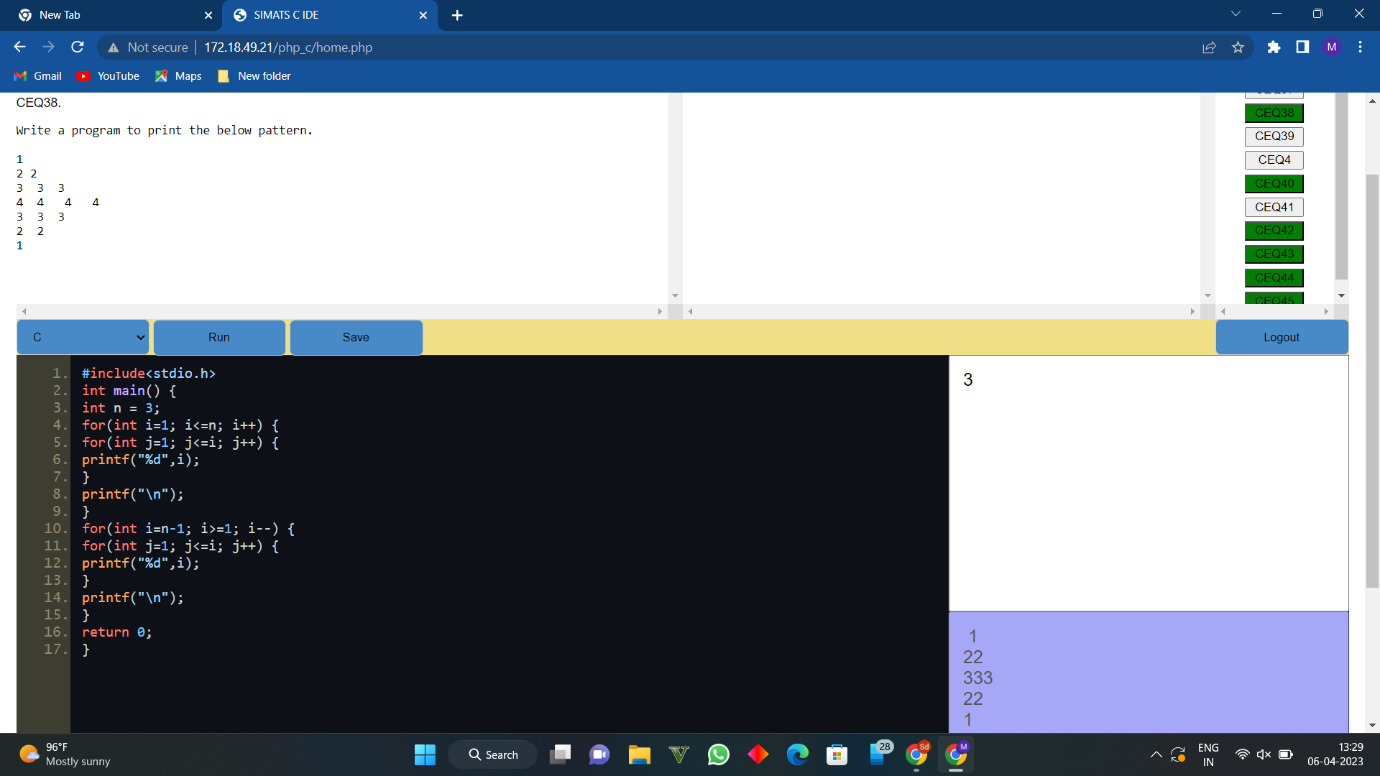 New Tab
SIMATS C IDE
Not secure
172.18.49.21/php_c/home.php
M
Gmail
YouTube
Maps
New folder
CEQ38.
Write a program to print the below pattern.
1
2 2
3 3 3
4 4 4 4
3 3 3
2 2
1
CEQ38
CEQ39
CEQ4
CEQ40
CEQ41
CEQ42
CEQ43
CEQ44
CEQ45
C
Run
Save
Logout
1. #include<stdio.h>
2. int main() {
3. int n = 3;
4. for(int i=1; i<=n; i++) {
5. for(int j=1; j<=i; j++) {
6. printf("%d",i);
7. }
8. printf("\n");
9. }
10. for(int i=n-1; i>=1; i--) {
11. for(int j=1; j<=i; j++) {
12. printf("%d",i);
13. }
14. printf("\n");
15. }
16. return 0;
17. }
3
1
22
333
22
1
96°F
Mostly sunny
Search
28
Sd
M
ENG
IN
13:29
06-04-2023